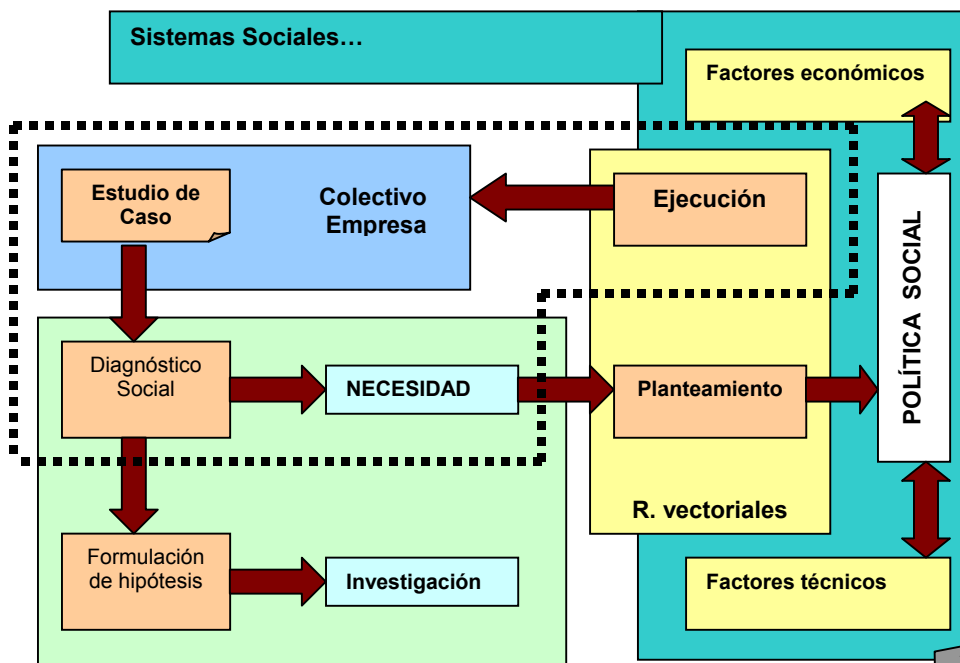 Sistemas Sociales…
Factores económicos
Estudio de
Caso
Colectivo
Empresa
Ejecución
POLÍTICA SOCIAL
Diagnóstico
Social
NECESIDAD
Planteamiento
R. vectoriales
Formulación
de hipótesis
Investigación
Factores técnicos